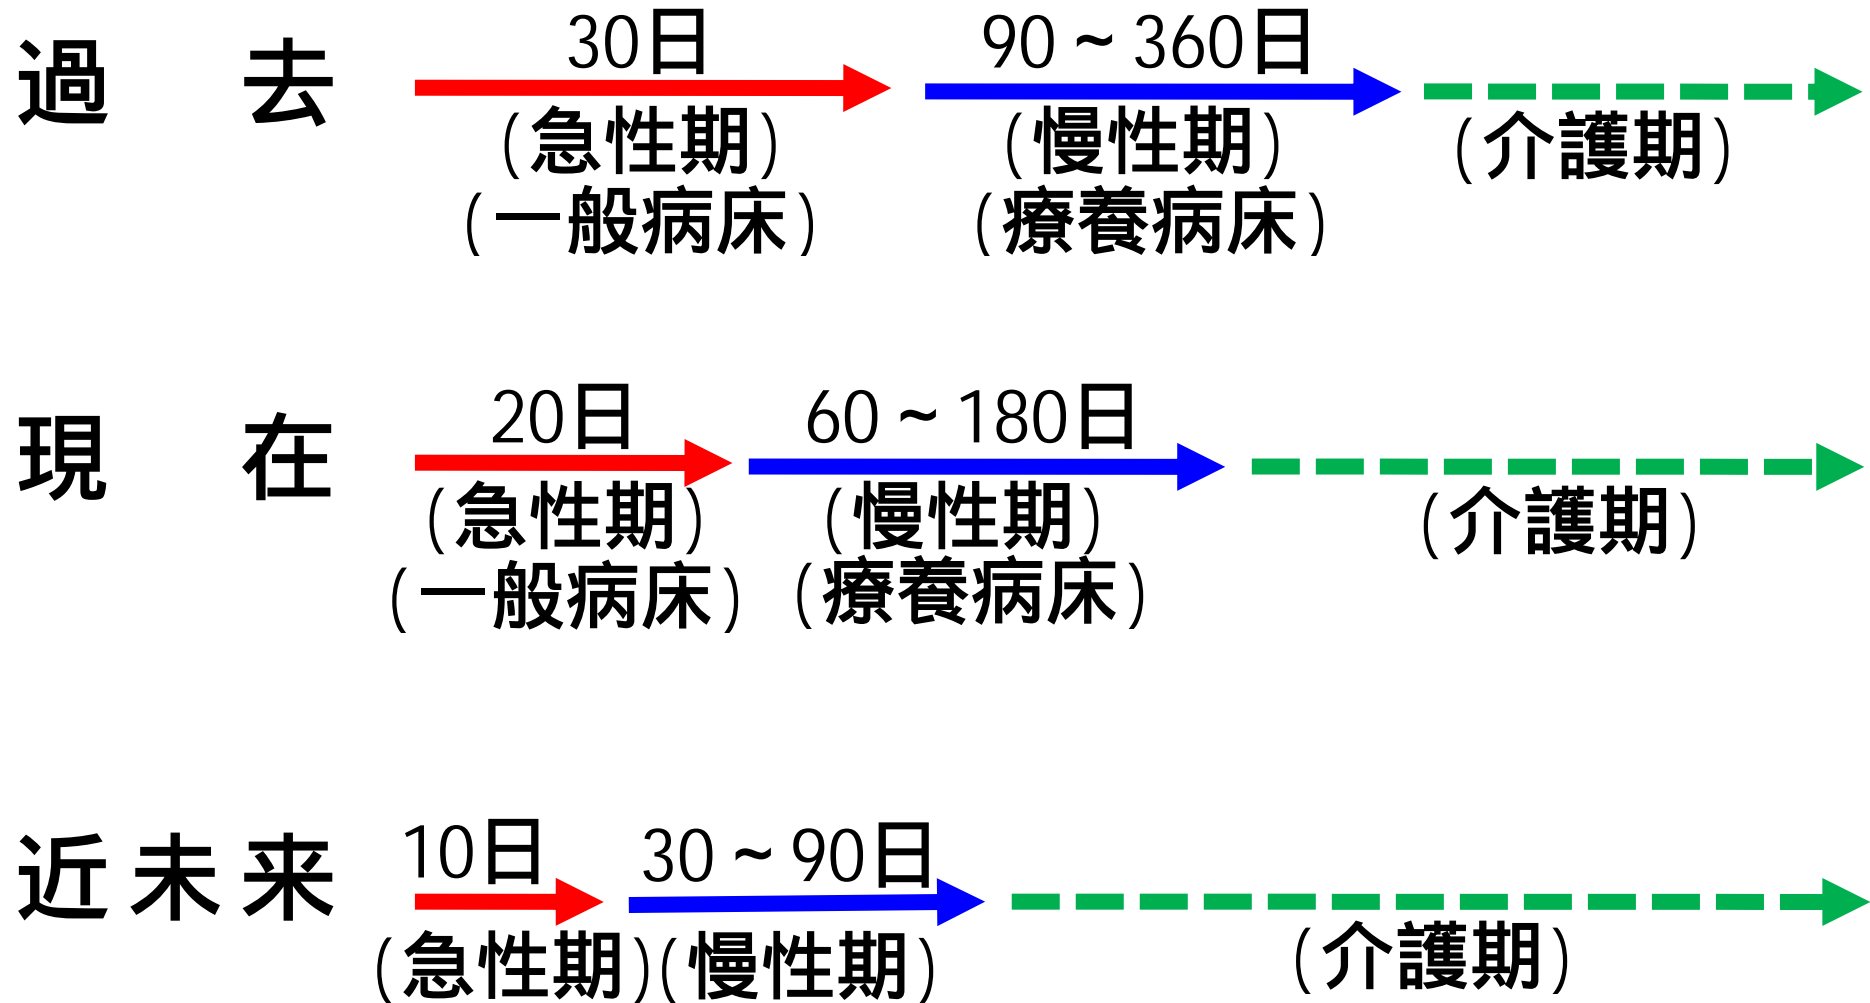 30日 90～360日
過 去
(急性期) (慢性期) (介護期)
(一般病床) (療養病床)
20日 60～180日
現 在
(急性期) (慢性期) (介護期)
(一般病床) (療養病床)
10日 30～90日
近未来
(急性期)(慢性期) (介護期)